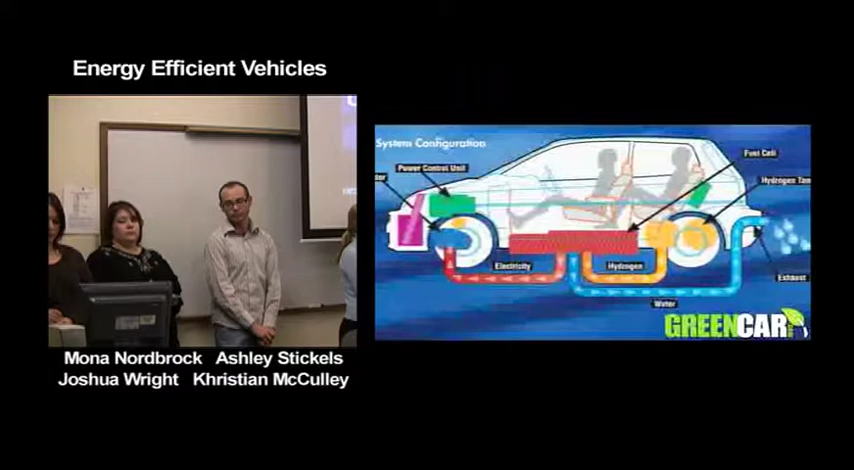 Energy Efficient Vehicles
Mona Nordbrock Ashley Stickels
Joshua Wright Khristian McCulley
System Configuration
Power Control Unit
Fuel Cell
Hydrogen Tan
Electricity
Hydrogen
Exhaust
Water
GREENCAR